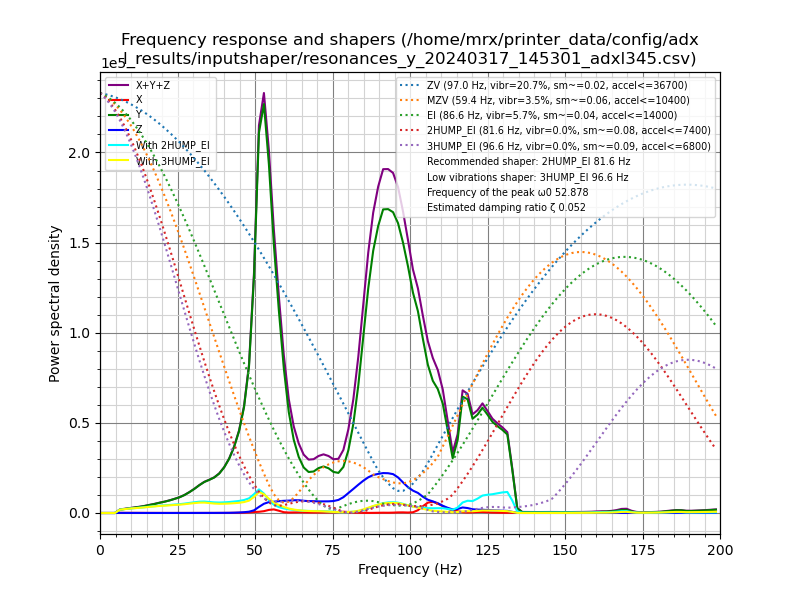 Frequency response and shapers (/home/mrx/printer_data/config/adx
l_results/inputshaper/resonances_y_20240317_145301_adxl345.csv)
1e5
X+Y+Z
X
Y
Z
With 2HUMP_EI
With 3HUMP_EI
ZV (97.0 Hz, vibr=20.7%, sm~=0.02, accel<=36700)
MZV (59.4 Hz, vibr=3.5%, sm~=0.06, accel<=10400)
EI (86.6 Hz, vibr=5.7%, sm~=0.04, accel<=14000)
2HUMP_EI (81.6 Hz, vibr=0.0%, sm~=0.08, accel<=7400)
3HUMP_EI (96.6 Hz, vibr=0.0%, sm~=0.09, accel<=6800)
Recommended shaper: 2HUMP_EI 81.6 Hz
Low vibrations shaper: 3HUMP_EI 96.6 Hz
Frequency of the peak ω0 52.878
Estimated damping ratio ζ 0.052
Power spectral density
2.0
1.5
1.0
0.5
0.0
0 25 50 75 100 125 150 175 200
Frequency (Hz)